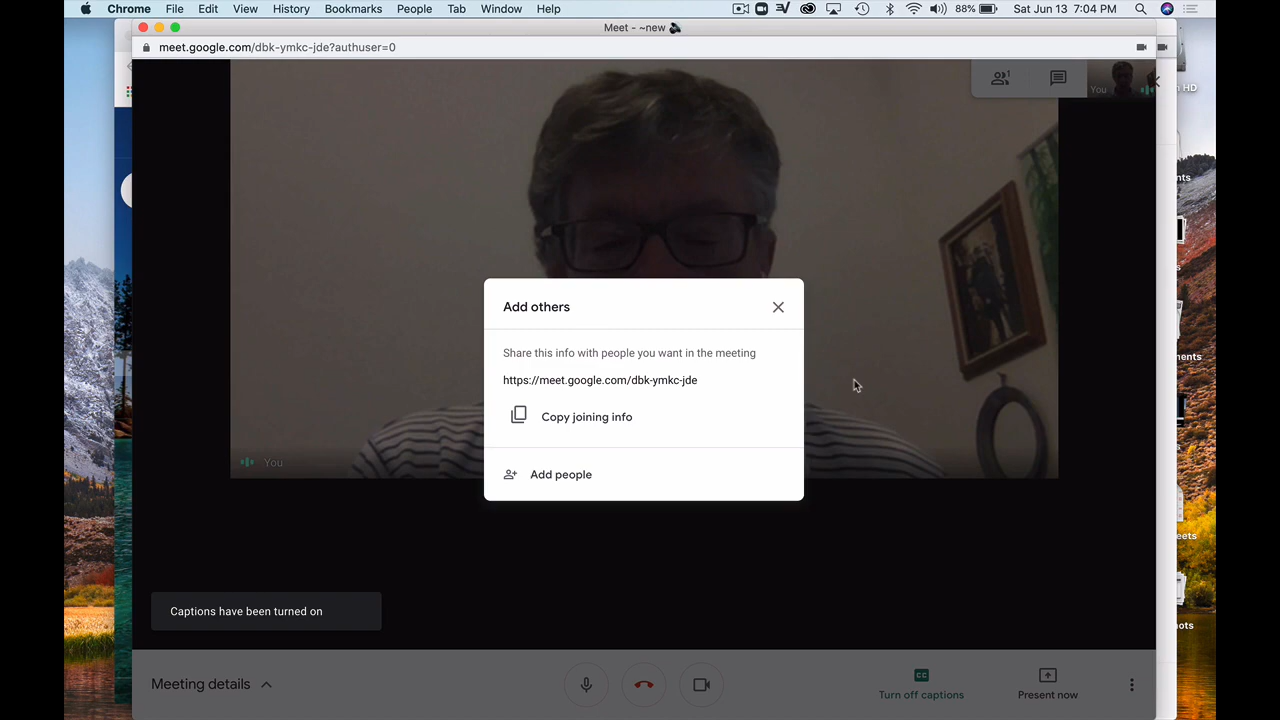 Chrome File Edit View History Bookmarks People Tab Window Help 88% Sat Jun 13 7:04 PM
Meet - ~new
meet.google.com/dbk-ymkc-jde?authuser=0
1
You
HD
Add others
Share this info with people you want in the meeting
https://meet.google.com/dbk-ymkc-jde
Copy joining info
You
Add people
Captions have been turned on
Meeting details
CC
Turn off captions
Present now